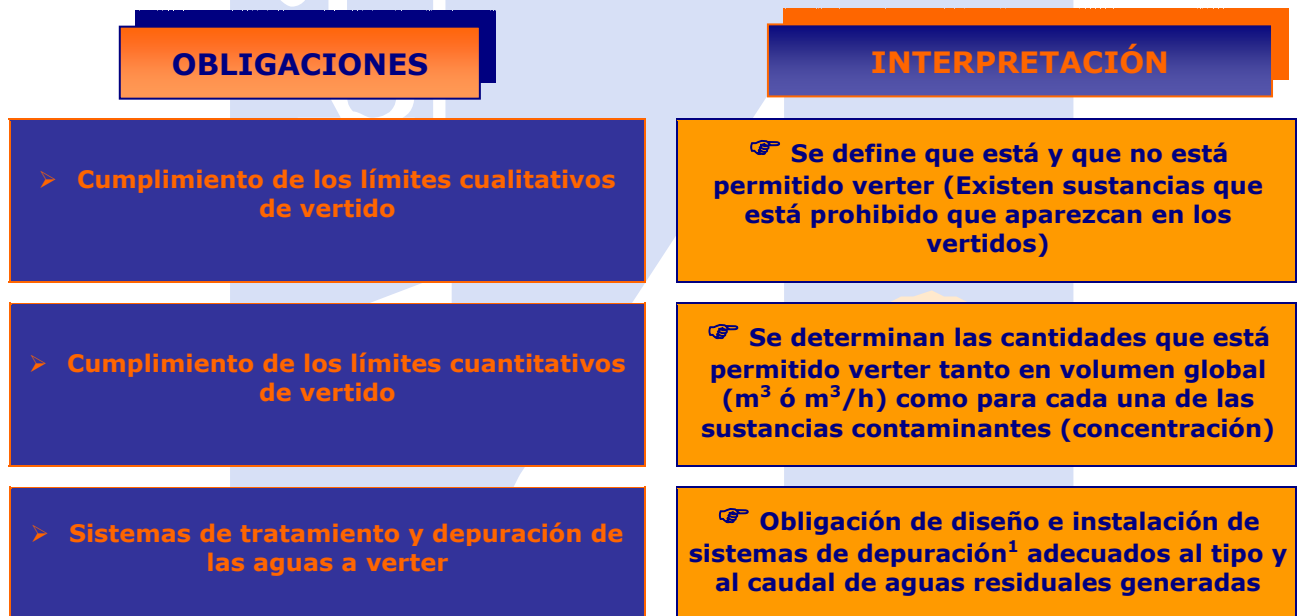 OBLIGACIONES
INTERPRETACIÓN
➢ Cumplimiento de los límites cualitativos
de vertido
☞ Se define que está y que no está
permitido verter (Existen sustancias que
está prohibido que aparezcan en los
vertidos)
➢ Cumplimiento de los límites cuantitativos
de vertido
☞ Se determinan las cantidades que está
permitido verter tanto en volumen global
(m³ ó m³/h) como para cada una de las
sustancias contaminantes (concentración)
➢ Sistemas de tratamiento y depuración de
las aguas a verter
☞ Obligación de diseño e instalación de
sistemas de depuración¹ adecuados al tipo y
al caudal de aguas residuales generadas